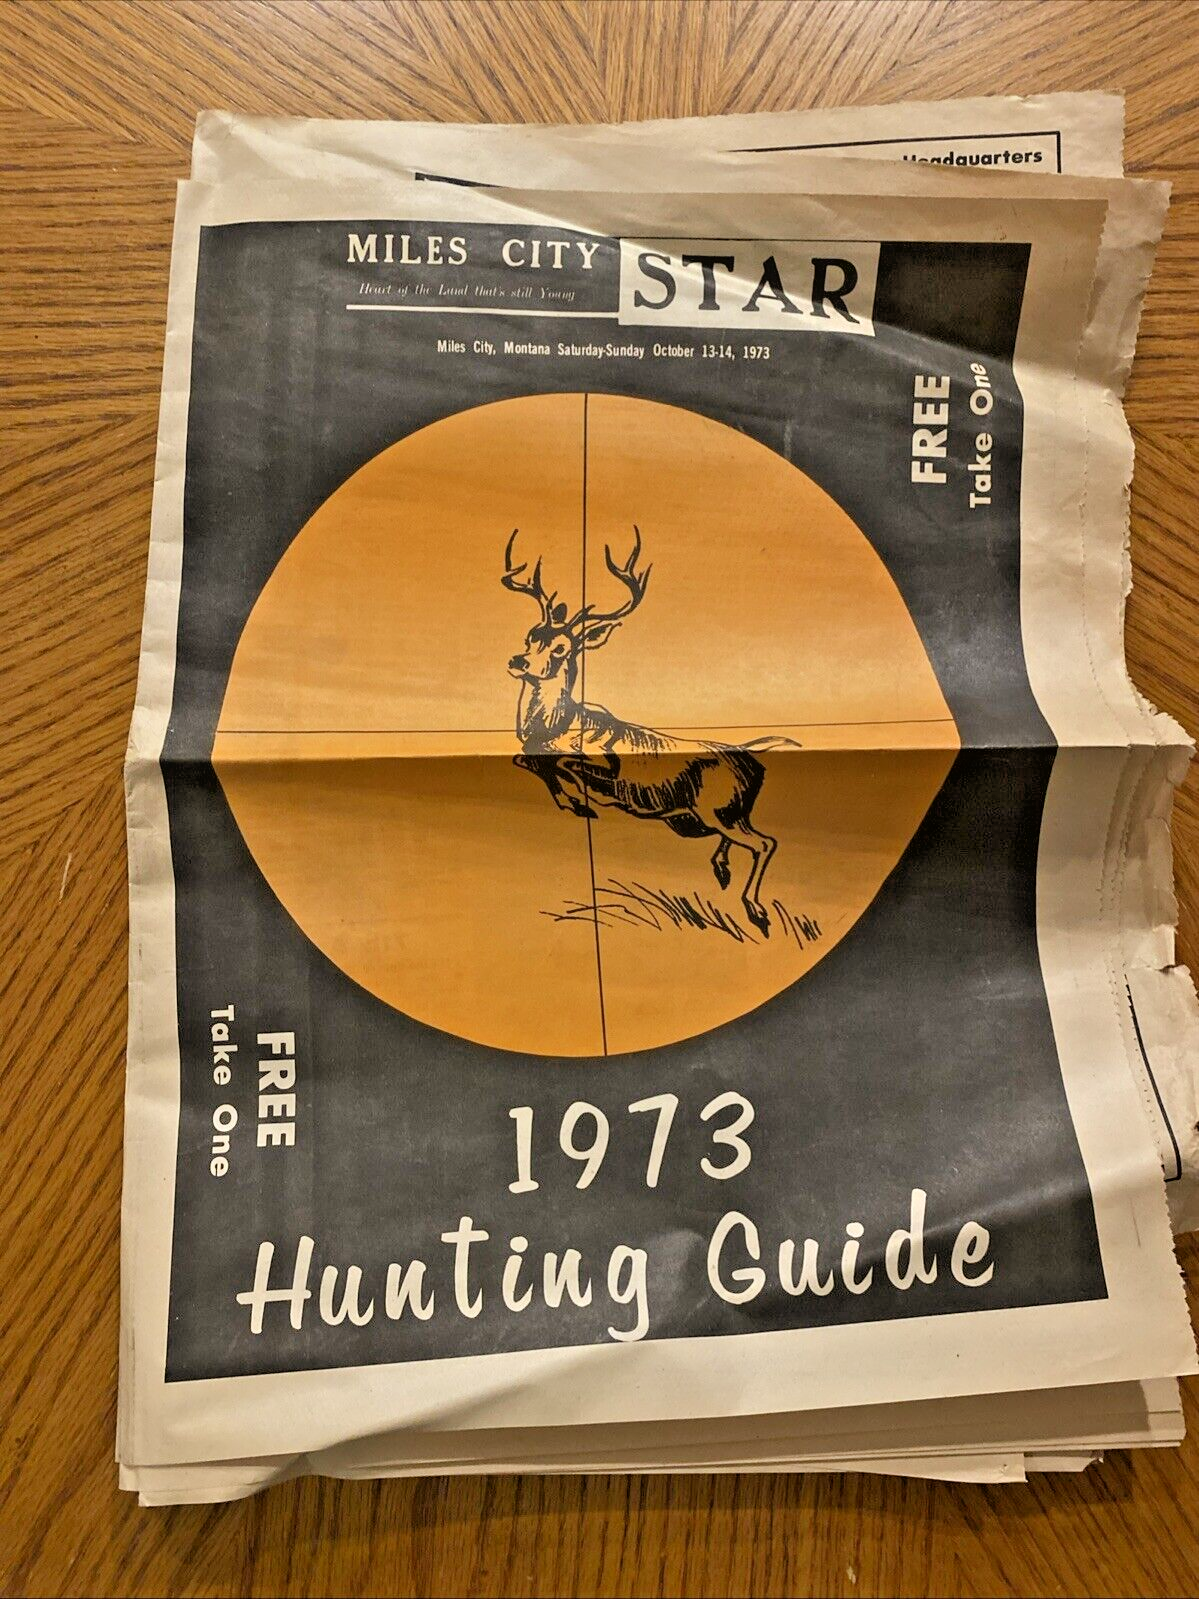 Headquarters
MILES CITY STAR
Heart of the Land that's still Young
Miles City, Montana Saturday-Sunday October 13-14, 1973
FREE
Take One
FREE
Take One
1973
Hunting Guide